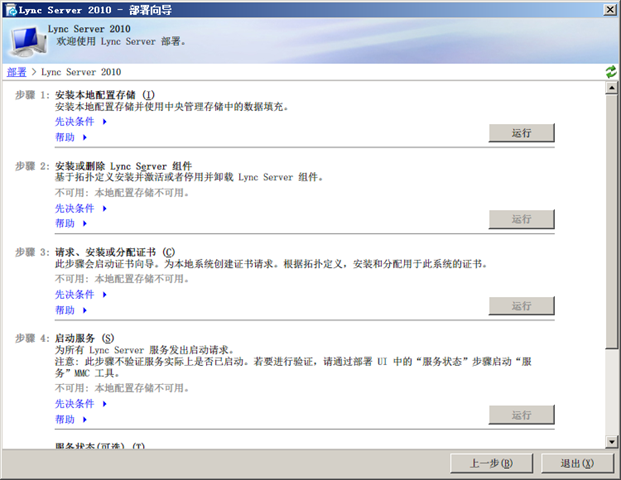 Lync Server 2010 - 部署向导
Lync Server 2010
欢迎使用 Lync Server 部署。
部署 > Lync Server 2010
步骤 1: 安装本地配置存储 (I)
安装本地配置存储并使用中央管理存储中的数据填充。
先决条件
帮助
运行
步骤 2: 安装或删除 Lync Server 组件
基于拓扑定义安装并激活或者停用并卸载 Lync Server 组件。
不可用: 本地配置存储不可用。
先决条件
帮助
运行
步骤 3: 请求、安装或分配证书 (C)
此步骤会启动证书向导。为本地系统创建证书请求。根据拓扑定义，安装和分配用于此系统的证书。
不可用: 本地配置存储不可用。
先决条件
帮助
运行
步骤 4: 启动服务 (S)
为所有 Lync Server 服务发出启动请求。
注意: 此步骤不验证服务实际上是否已启动。若要进行验证，请通过部署 UI 中的“服务状态”步骤启动“服
务”MMC 工具。
不可用: 本地配置存储不可用。
先决条件
帮助
运行
服务状态(可选) (T)
上一步(B)
退出(X)